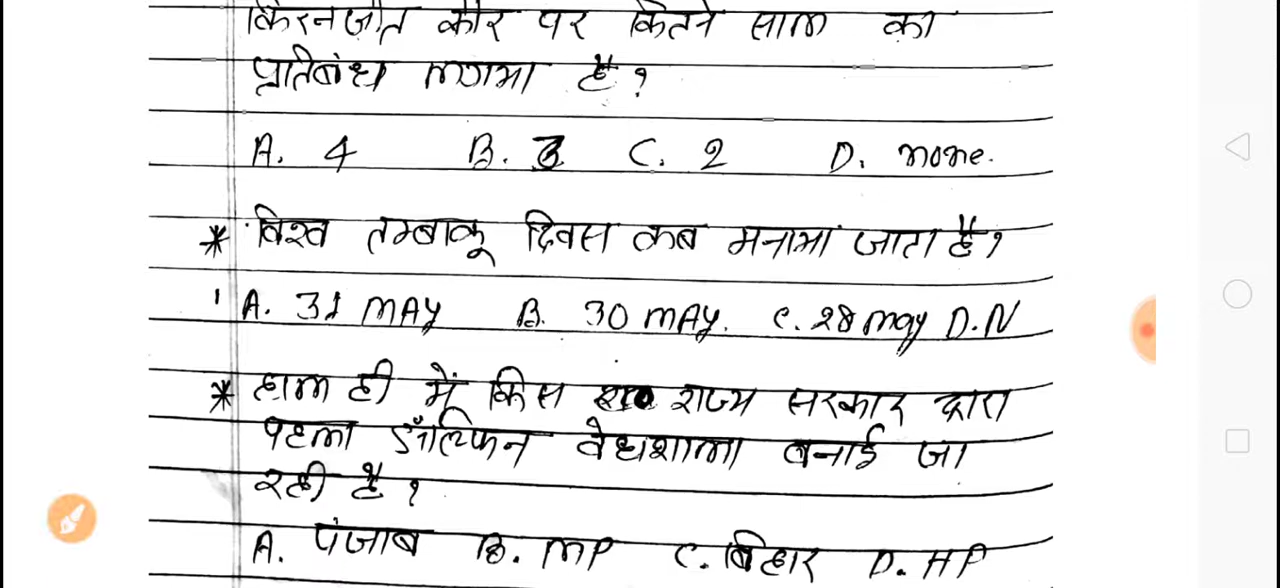 किरनजीत कौर पर कितने साल का
प्रतिबंध लगाया है?
A. 4 B. 3 C. 2 D. none.
* विश्व तम्बाकू दिवस कब मनाया जाता है?
A. 31 MAY B. 30 MAY. C. 28 may D. N
* हाल ही में किस राज्य सरकार द्वारा
पहला डॉल्फिन वेधशाला बनाई जा
रही है?
A. पंजाब B. MP C. बिहार D. HP